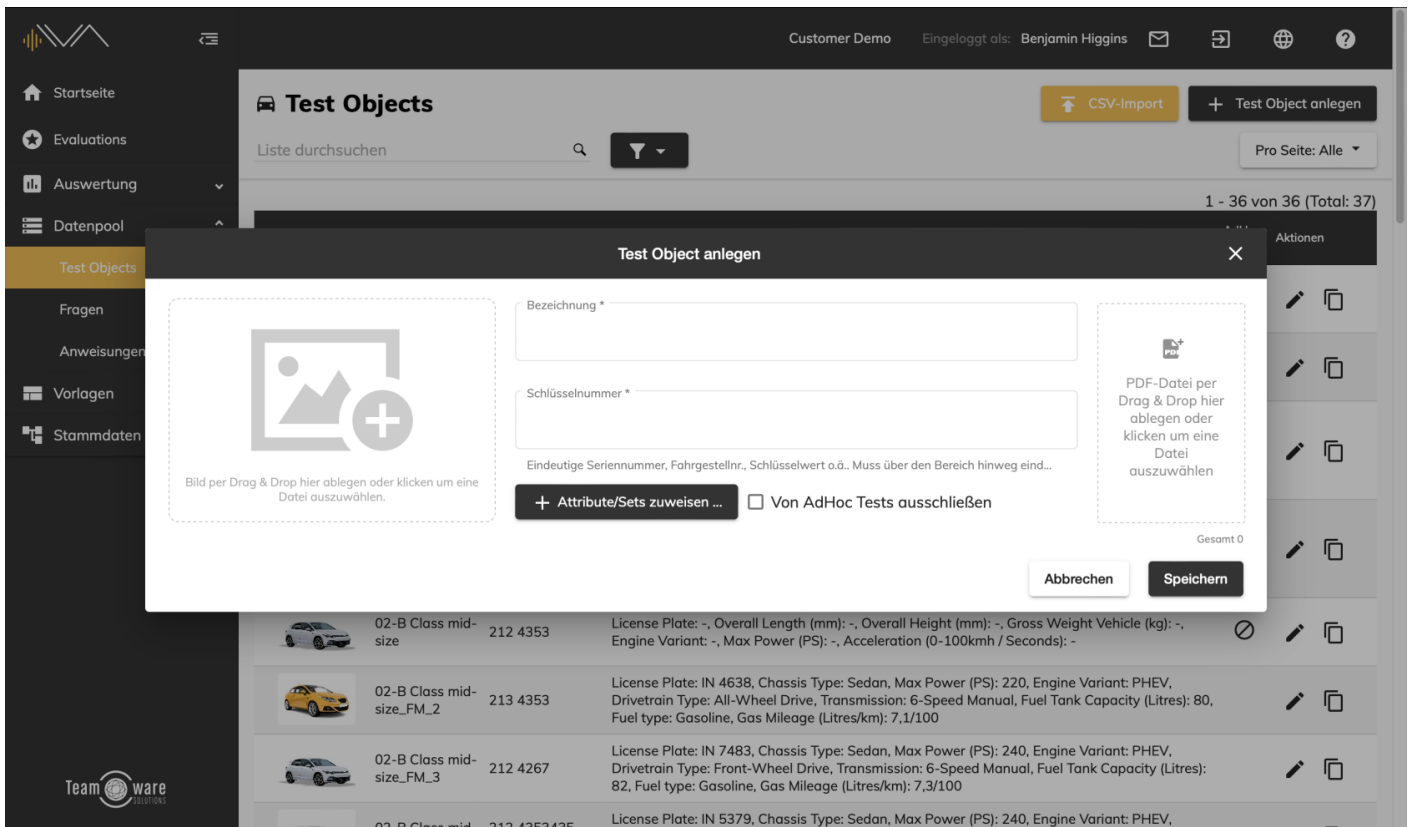 Customer Demo
Eingeloggt als: Benjamin Higgins
Startseite
Evaluations
Auswertung
Datenpool
Test Objects
Fragen
Anweisungen
Vorlagen
Stammdaten
Team ware
SOLUTIONS
Test Objects
CSV-Import
+ Test Object anlegen
Liste durchsuchen
Pro Seite: Alle
1 - 36 von 36 (Total: 37)
Aktionen
Test Object anlegen
Bild per Drag & Drop hier ablegen oder klicken um eine
Datei auszuwählen.
Bezeichnung *
Schlüsselnummer *
Eindeutige Seriennummer, Fahrgestellnr., Schlüsselwert o.ä.. Muss über den Bereich hinweg eind...
+ Attribute/Sets zuweisen ...
Von AdHoc Tests ausschließen
PDF
PDF-Datei per
Drag & Drop hier
ablegen oder
klicken um eine
Datei
auszuwählen
Gesamt 0
Abbrechen
Speichern
02-B Class mid-
size
212 4353
License Plate: -, Overall Length (mm): -, Overall Height (mm): -, Gross Weight Vehicle (kg): -,
Engine Variant: -, Max Power (PS): -, Acceleration (0-100kmh / Seconds): -
02-B Class mid-
size_FM_2
213 4353
License Plate: IN 4638, Chassis Type: Sedan, Max Power (PS): 220, Engine Variant: PHEV,
Drivetrain Type: All-Wheel Drive, Transmission: 6-Speed Manual, Fuel Tank Capacity (Litres): 80,
Fuel type: Gasoline, Gas Mileage (Litres/km): 7,1/100
02-B Class mid-
size_FM_3
212 4267
License Plate: IN 7483, Chassis Type: Sedan, Max Power (PS): 240, Engine Variant: PHEV,
Drivetrain Type: Front-Wheel Drive, Transmission: 6-Speed Manual, Fuel Tank Capacity (Litres):
82, Fuel type: Gasoline, Gas Mileage (Litres/km): 7,3/100
02-B Class mid-
212 4353435
License Plate: IN 5379, Chassis Type: Sedan, Max Power (PS): 240, Engine Variant: PHEV,